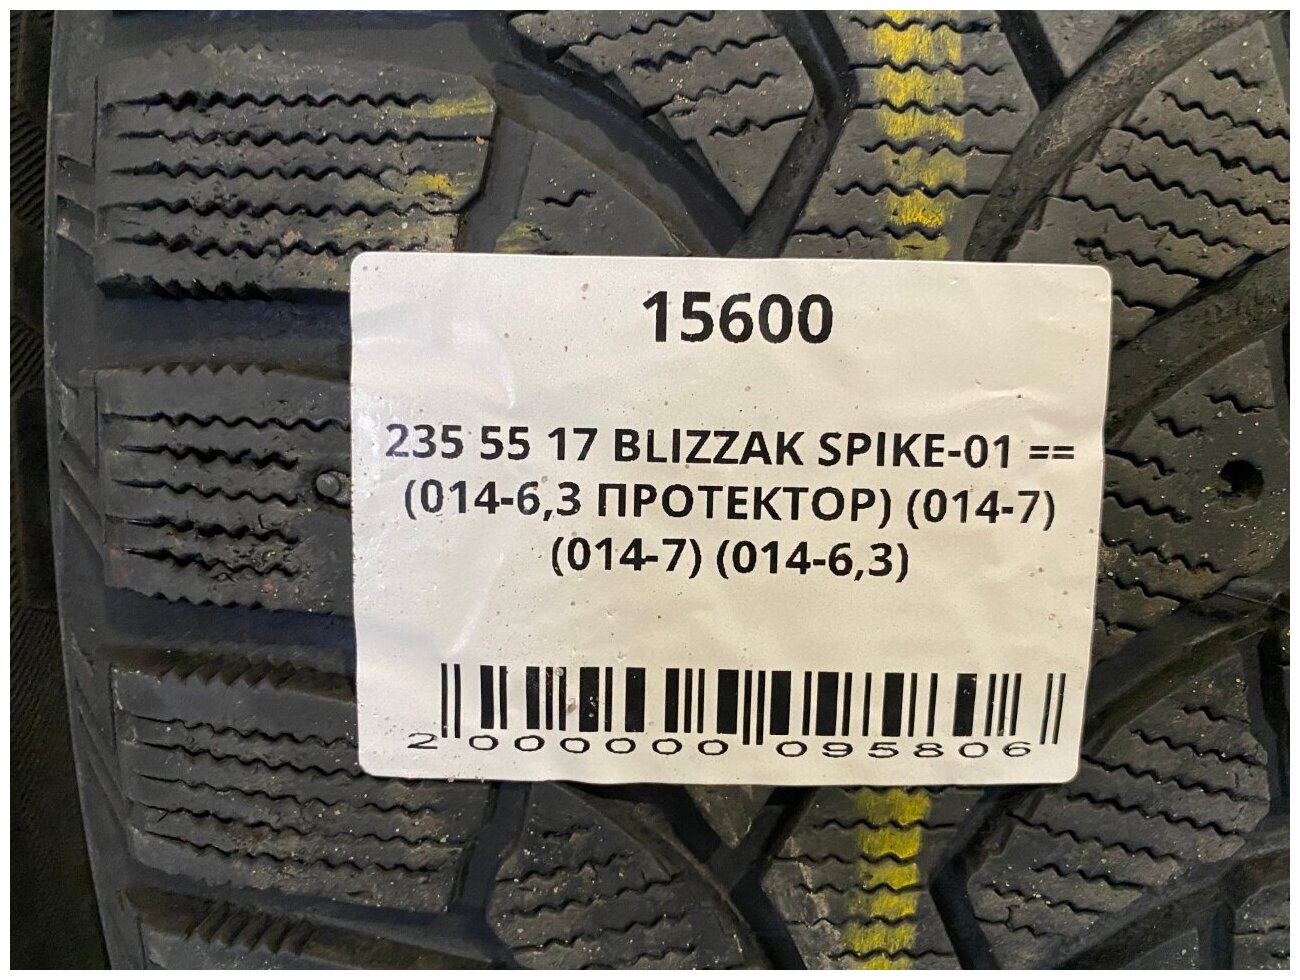 15600
235 55 17 BLIZZAK SPIKE-01 ==
(014-6,3 ПРОТЕКТОР) (014-7)
(014-7) (014-6,3)
2 000000 095806